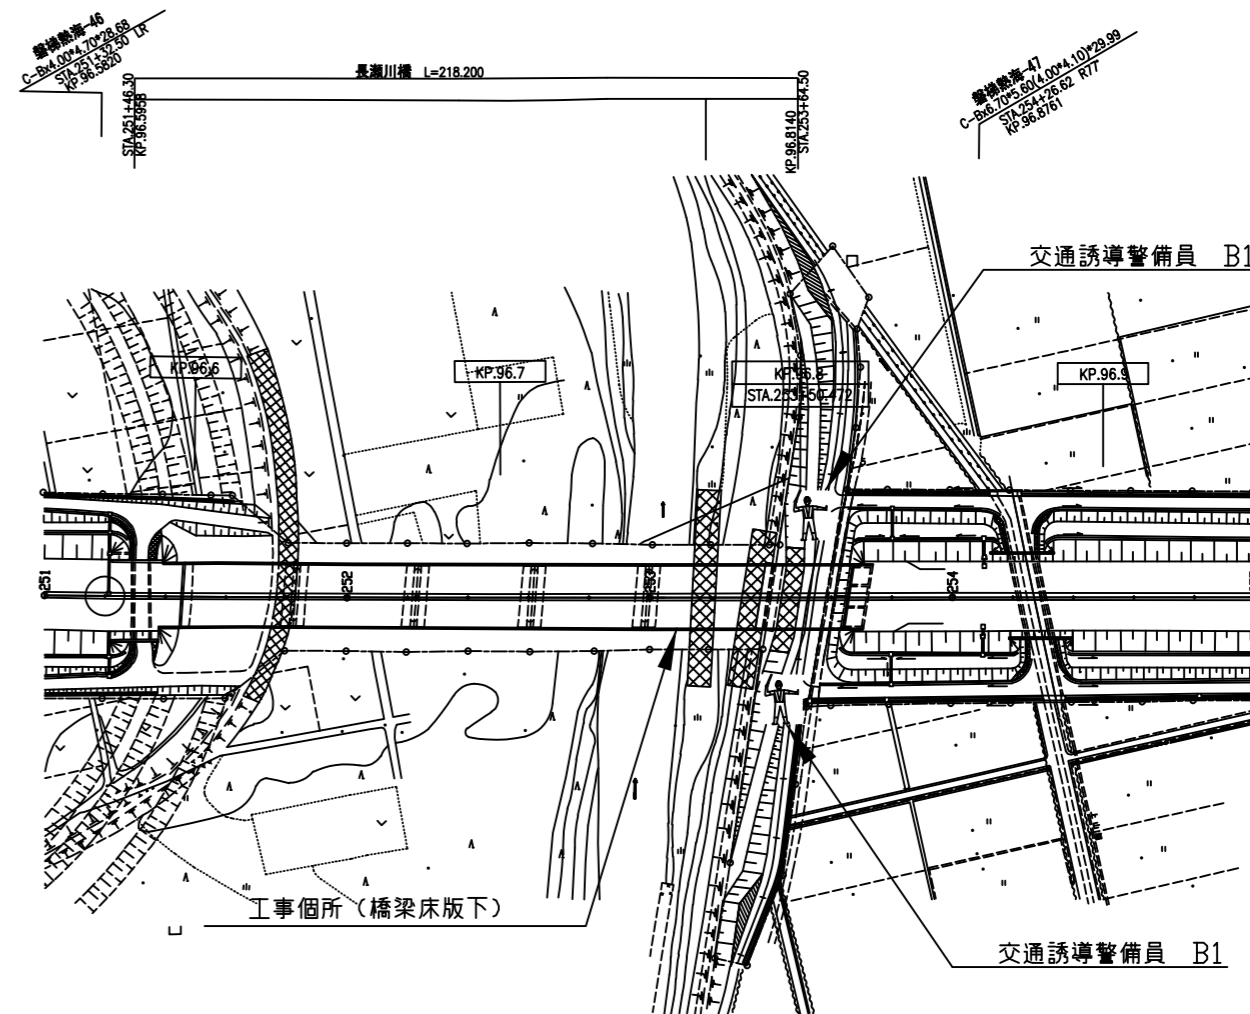 磐梯熱海-46
C-Bx4.00*4.70*28.68
STA.251+32.50 LR
KP.96.5820
長瀬川橋 L=218.200
STA.251+46.30
KP.96.5958
KP.96.8140
STA.253+64.50
磐梯熱海-47
C-Bx6.70*5.60(4.00*4.10)*29.99
STA.254+26.62 R77°
KP.96.8761
交通誘導警備員 B1
KP.96.6
KP.96.7
KP.96.8
STA.253+50.472
KP.96.9
251
252
253
254
工事個所（橋梁床版下）
交通誘導警備員 B1